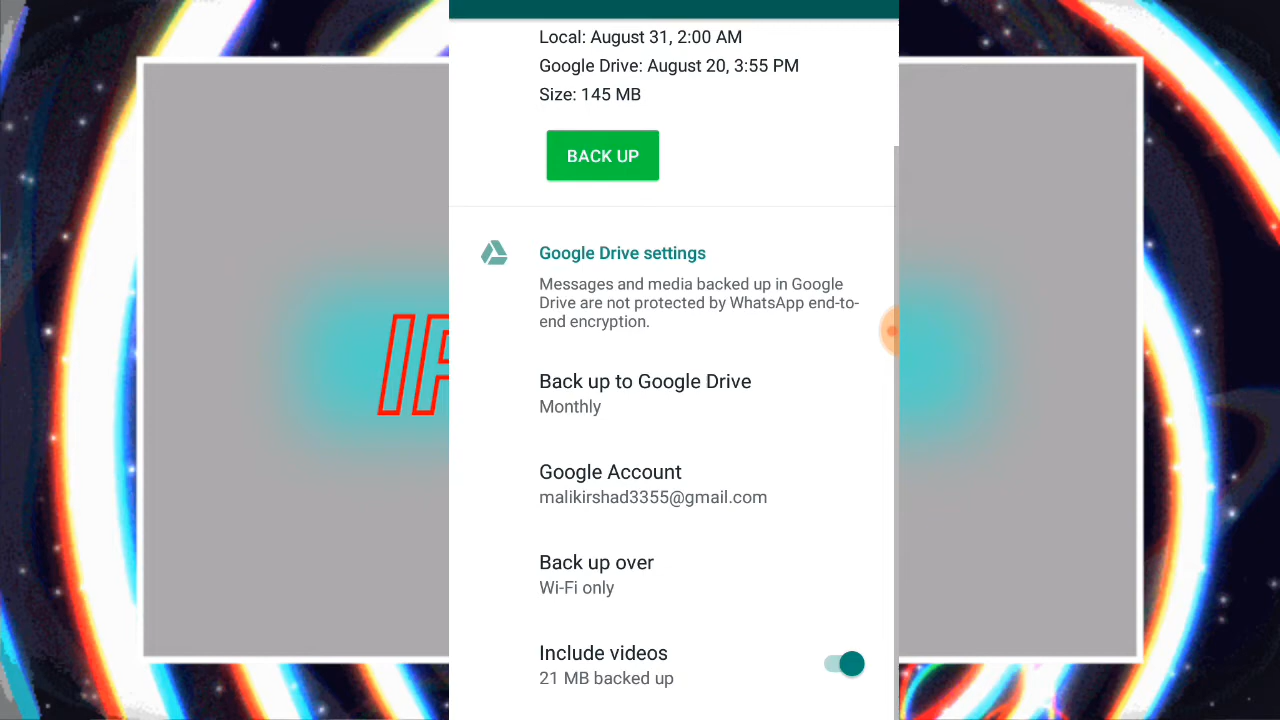 Local: August 31, 2:00 AM
Google Drive: August 20, 3:55 PM
Size: 145 MB
BACK UP
Google Drive settings
Messages and media backed up in Google
Drive are not protected by WhatsApp end-to-
end encryption.
Back up to Google Drive
Monthly
Google Account
malikirshad3355@gmail.com
Back up over
Wi-Fi only
Include videos
21 MB backed up